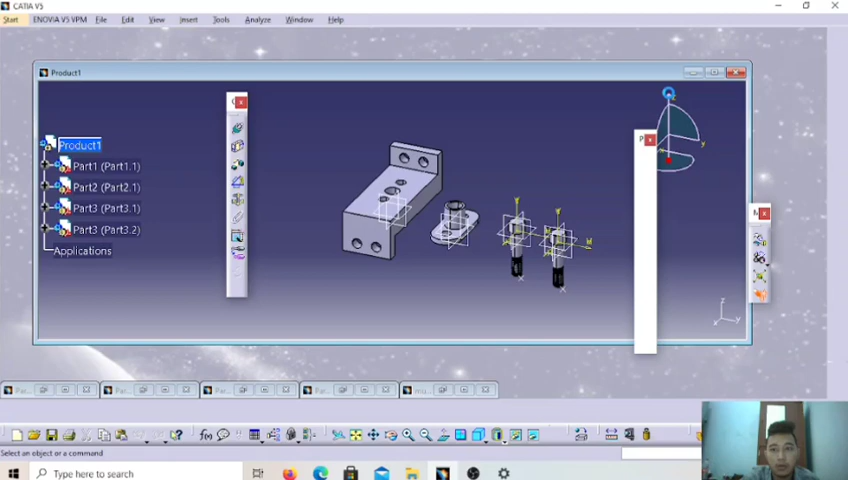 CATIA V5
Start ENOVIA V5 VPM File Edit View Insert Tools Analyze Window Help
Product1
Product1
Part1 (Part1.1)
Part2 (Part2.1)
Part3 (Part3.1)
Part3 (Part3.2)
Applications
z
y
Select an object or a command
Type here to search